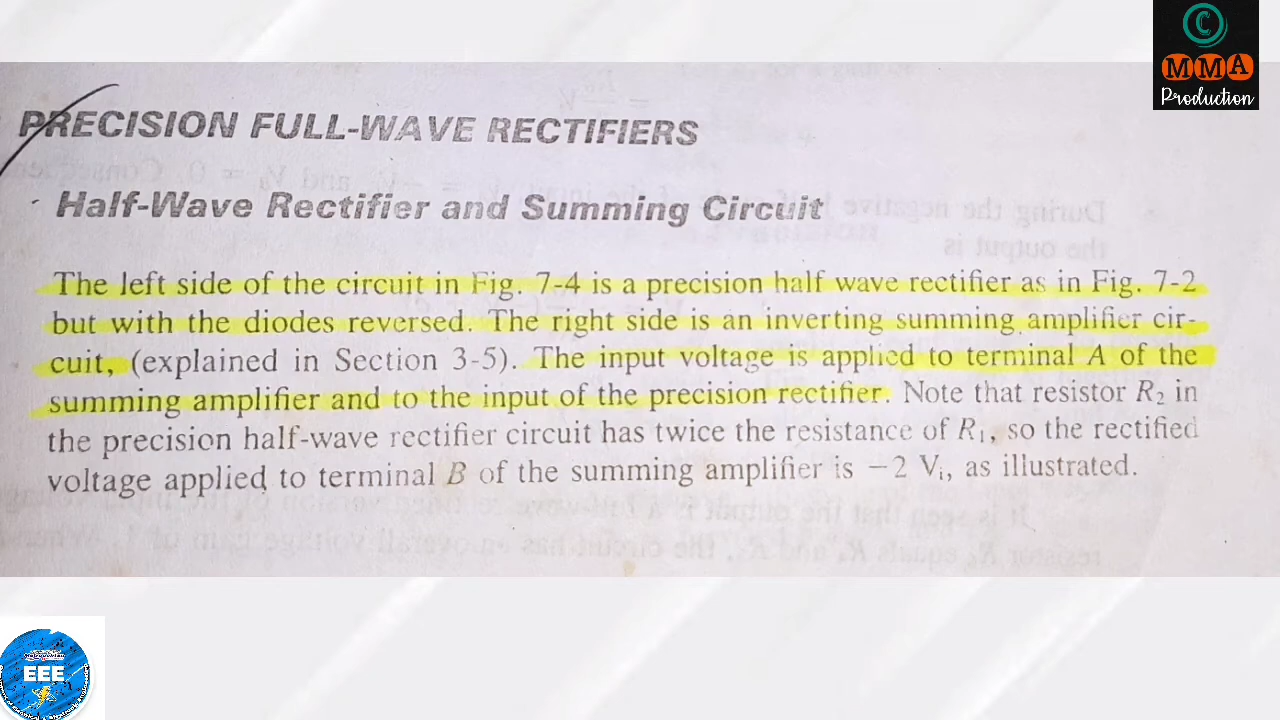 C
MMA
Production
PRECISION FULL-WAVE RECTIFIERS
Half-Wave Rectifier and Summing Circuit
The left side of the circuit in Fig. 7-4 is a precision half wave rectifier as in Fig. 7-2
but with the diodes reversed. The right side is an inverting summing amplifier cir-
cuit, (explained in Section 3-5). The input voltage is applied to terminal A of the
summing amplifier and to the input of the precision rectifier. Note that resistor R₂ in
the precision half-wave rectifier circuit has twice the resistance of R₁, so the rectified
voltage applied to terminal B of the summing amplifier is −2 Vᵢ, as illustrated.
EEE